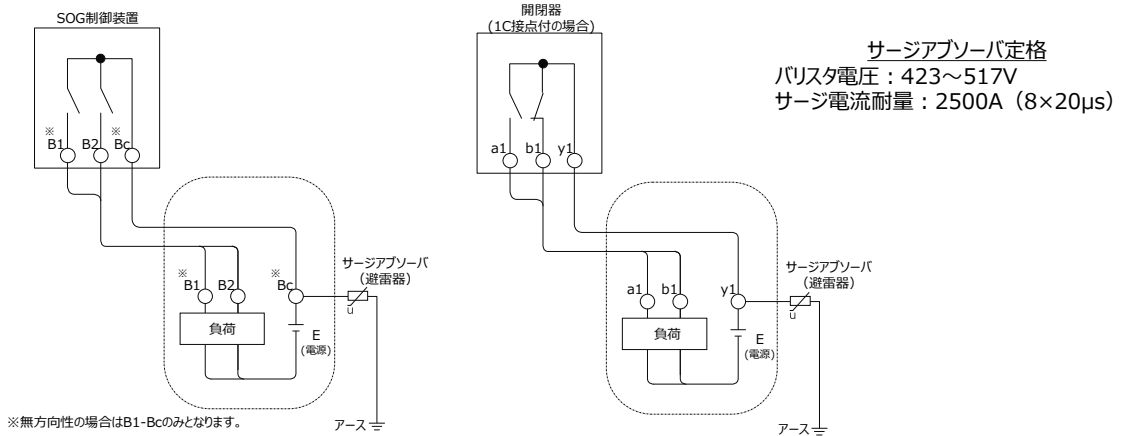 SOG制御装置
※
B1
B2
※
Bc
※
B1
B2
※
Bc
サージアブソーバ
(避雷器)
u
負荷
E
(電源)
アース
※無方向性の場合はB1-Bcのみとなります。
開閉器
(1C接点付の場合)
a1
b1
y1
a1
b1
y1
サージアブソーバ
(避雷器)
u
負荷
E
(電源)
アース
サージアブソーバ定格
バリスタ電圧：423～517V
サージ電流耐量：2500A（8×20μs）